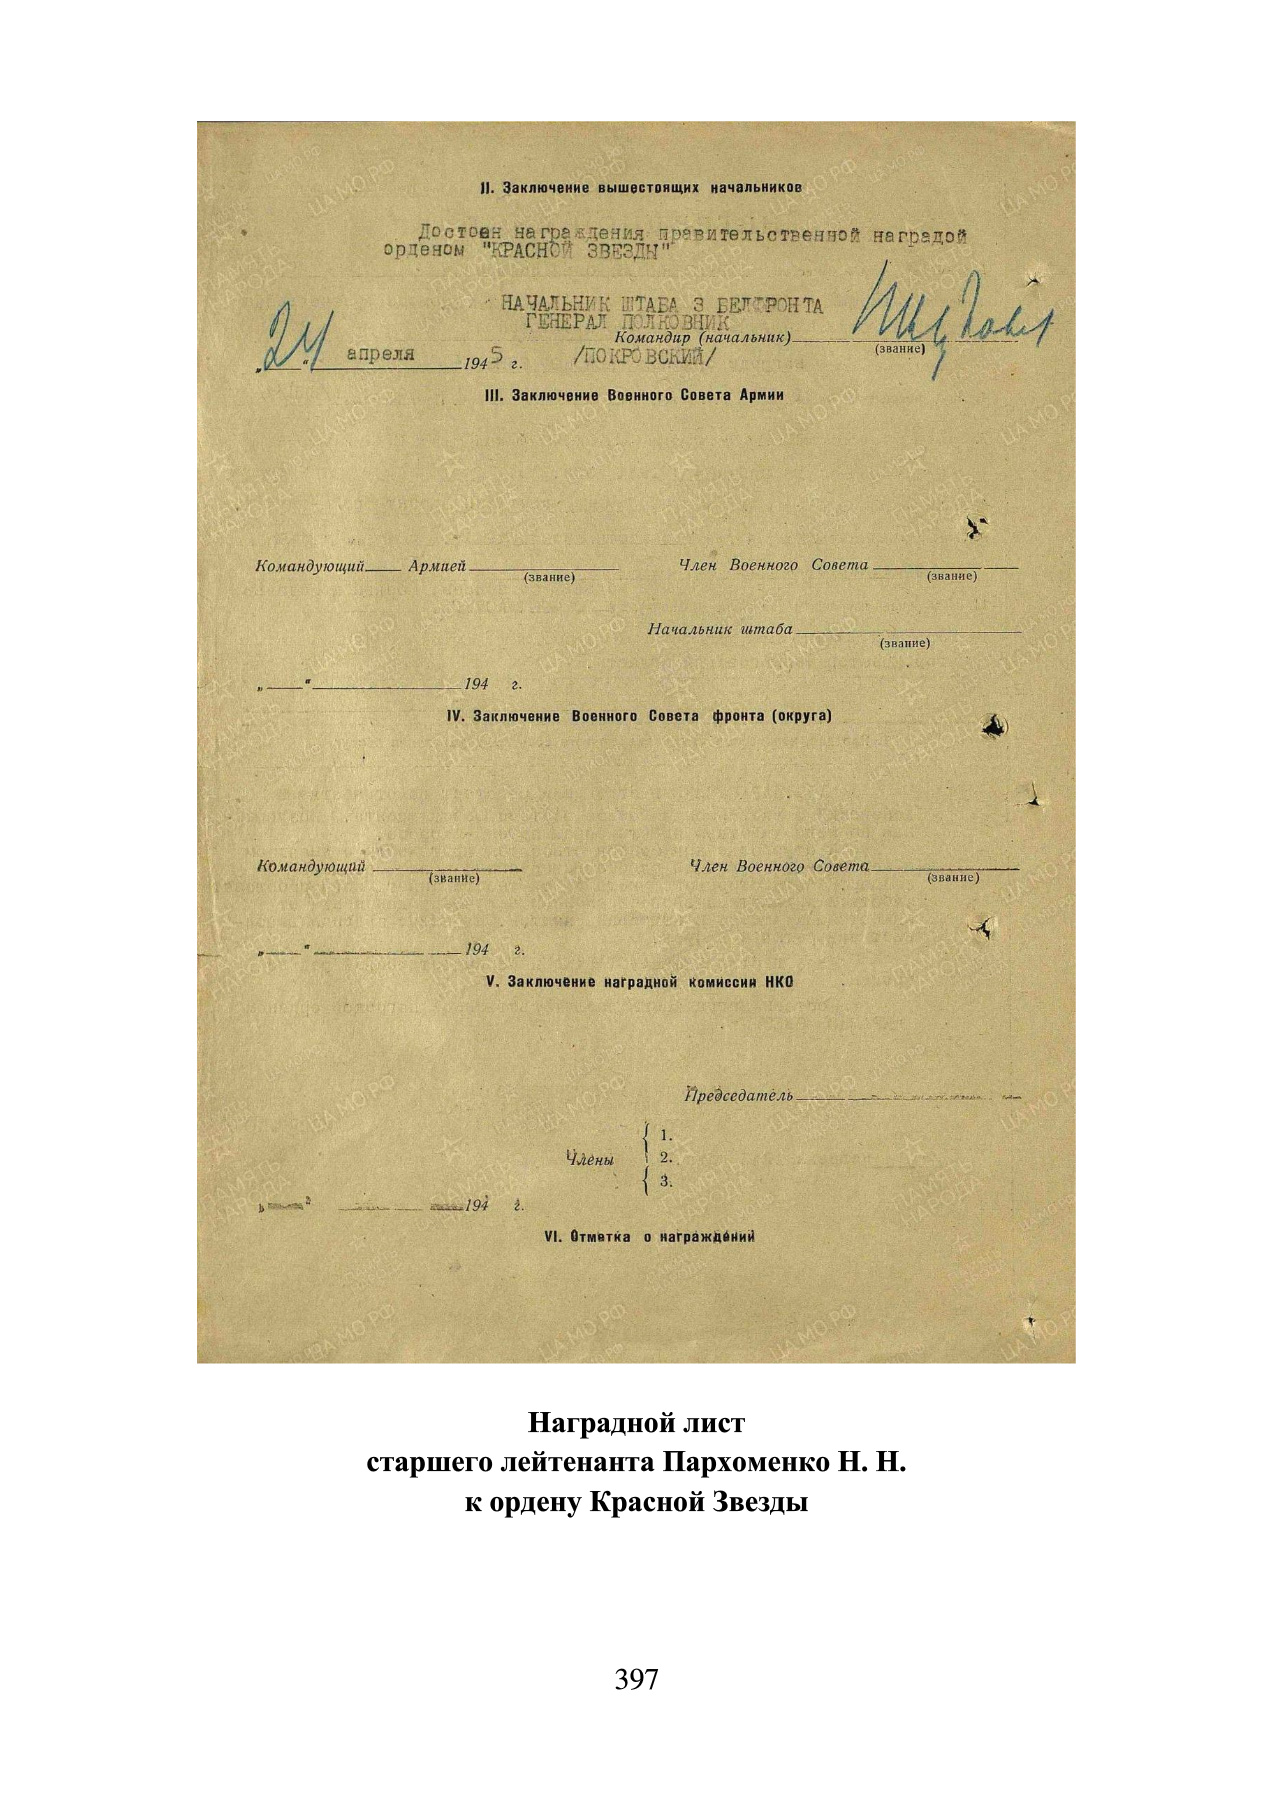 II. Заключение вышестоящих начальников
Достоен награждения правительственной наградой
орденом "КРАСНОЙ ЗВЕЗДЫ"
НАЧАЛЬНИК ШТАБА 3 БЕЛФРОНТА
ГЕНЕРАЛ ПОЛКОВНИК
Командир (начальник)
(звание)
„24“ апреля 1945 г. /ПОКРОВСКИЙ/
III. Заключение Военного Совета Армии
Командующий Армией Член Военного Совета
(звание) (звание)
Начальник штаба
(звание)
„ “ 194 г.
IV. Заключение Военного Совета фронта (округа)
Командующий Член Военного Совета
(звание) (звание)
„ “ 194 г.
V. Заключение наградной комиссии НКО
Председатель
1.
Члены 2.
3.
„ “ 194 г.
VI. Отметка о награждений
Наградной лист
старшего лейтенанта Пархоменко Н. Н.
к ордену Красной Звезды
397